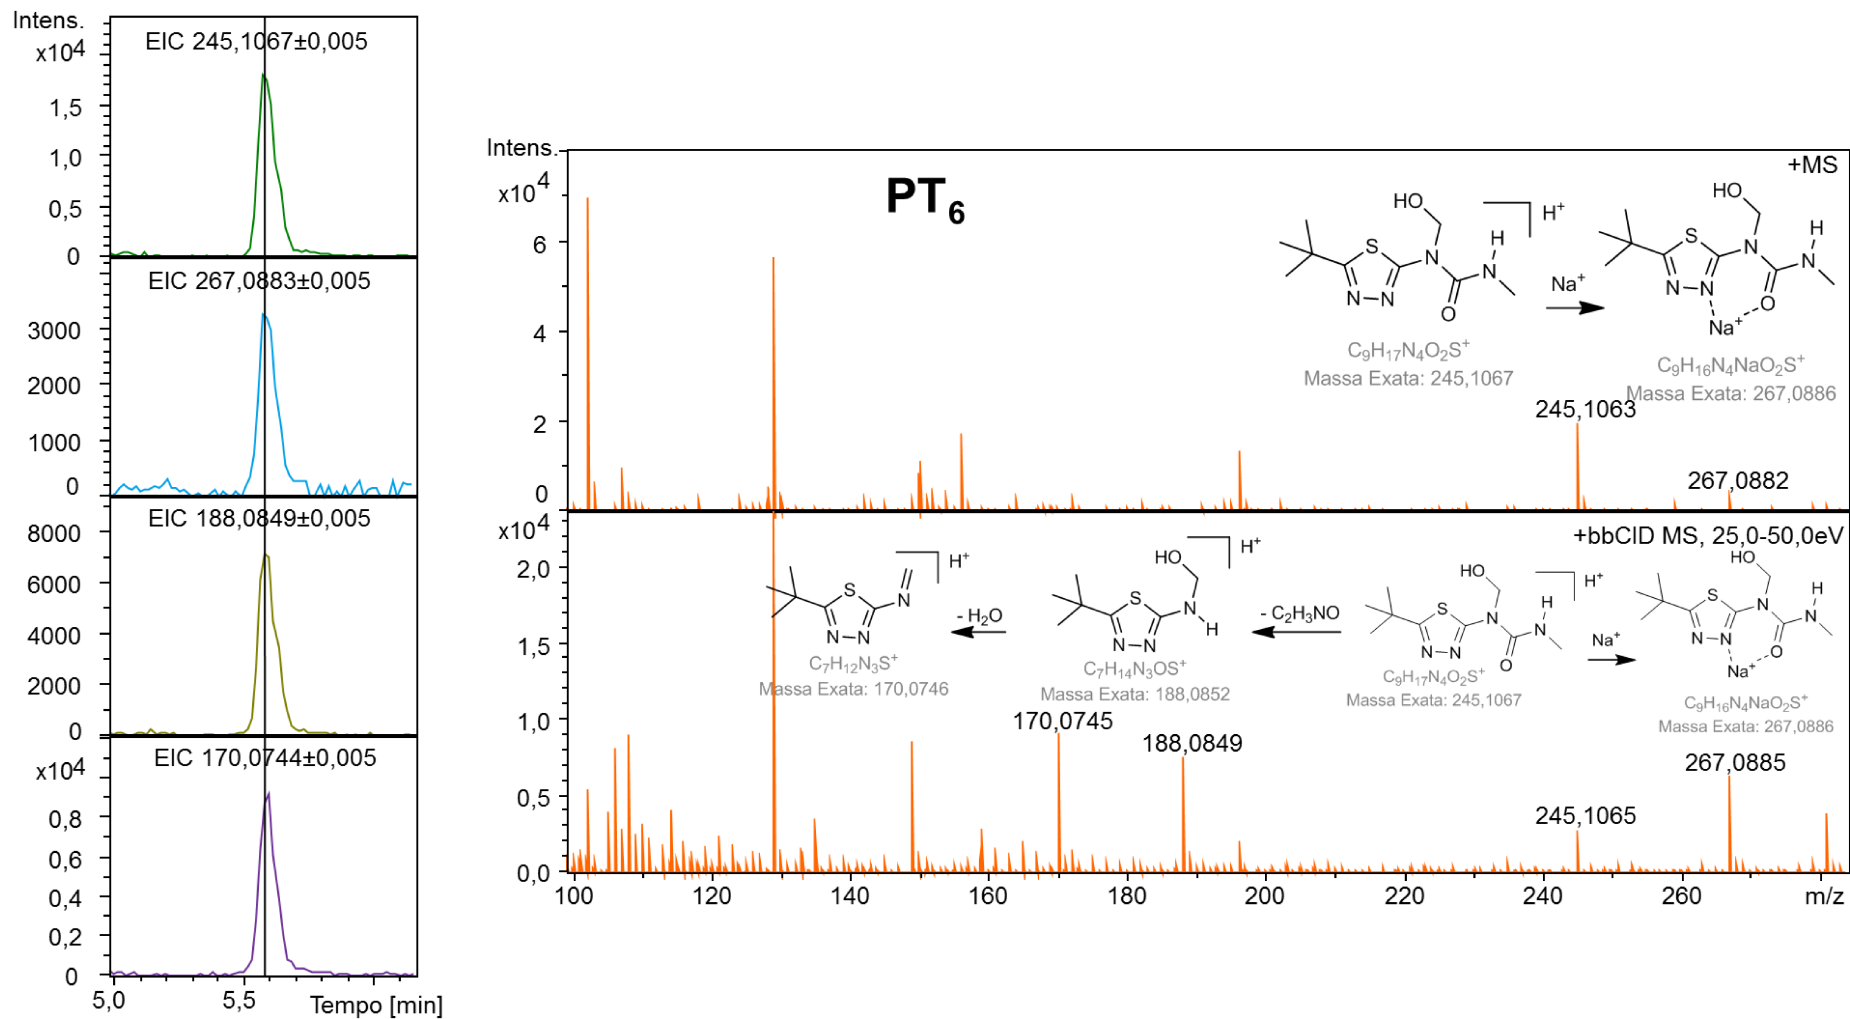 Intens.
x10⁴
EIC 245,1067±0,005
1,5
1,0
0,5
0
EIC 267,0883±0,005
3000
2000
1000
0
EIC 188,0849±0,005
8000
6000
4000
2000
0
EIC 170,0744±0,005
x10⁴
0,8
0,6
0,4
0,2
0
5,0
5,5
Tempo [min]
Intens.
x10⁴
PT₆
+MS
6
4
2
0
HO
H⁺
S
N
H
N
N N
O
C₉H₁₇N₄O₂S⁺
Massa Exata: 245,1067
Na⁺
HO
S
N
H
N
N N
O
Na⁺
C₉H₁₆N₄NaO₂S⁺
Massa Exata: 267,0886
245,1063
267,0882
x10⁴
+bbCID MS, 25,0-50,0eV
2,0
1,5
1,0
0,5
0,0
H⁺
S
N
N N
C₇H₁₂N₃S⁺
Massa Exata: 170,0746
- H₂O
HO
H⁺
S
N
H
N N
C₇H₁₄N₃OS⁺
Massa Exata: 188,0852
- C₂H₃NO
HO
H⁺
S
N
H
N
N N
O
C₉H₁₇N₄O₂S⁺
Massa Exata: 245,1067
Na⁺
HO
S
N
H
N
N N
O
Na⁺
C₉H₁₆N₄NaO₂S⁺
Massa Exata: 267,0886
170,0745
188,0849
245,1065
267,0885
100 120 140 160 180 200 220 240 260 m/z